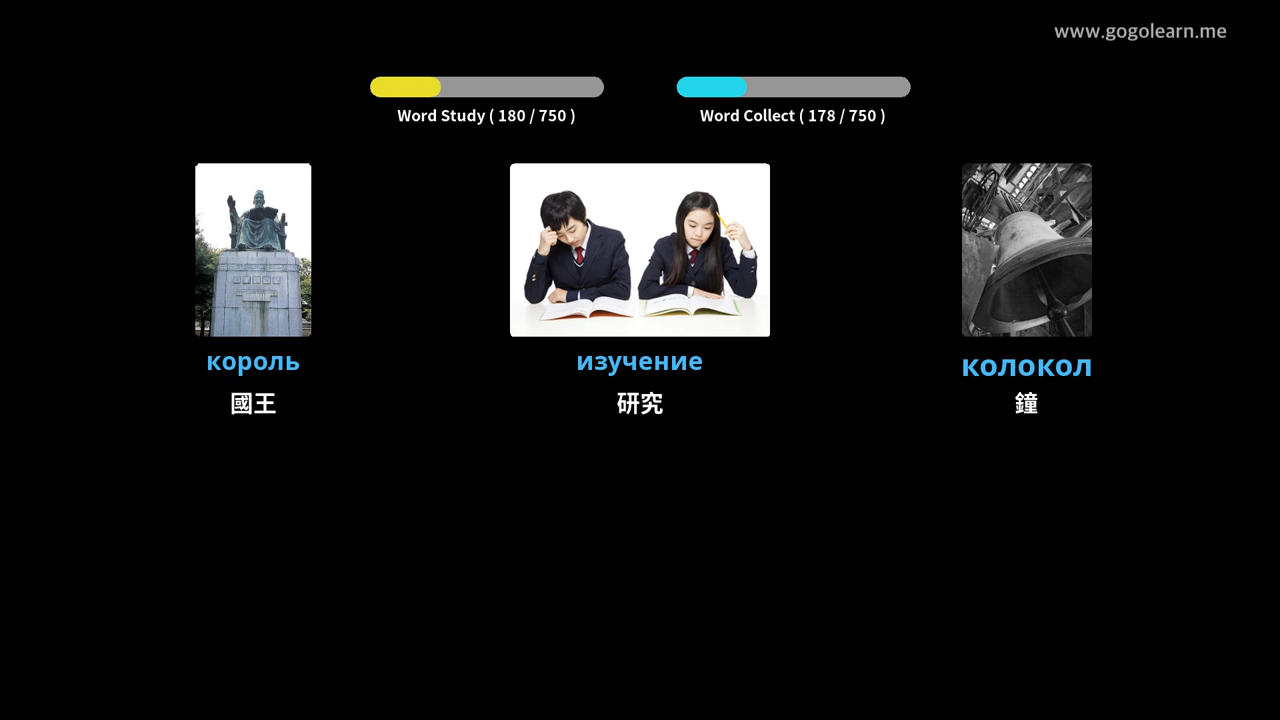 www.gogolearn.me
Word Study ( 180 / 750 )
Word Collect ( 178 / 750 )
король
國王
изучение
研究
колокол
鐘